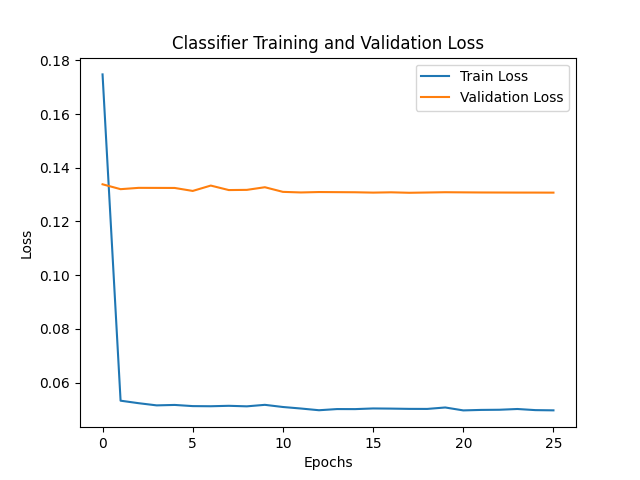 Classifier Training and Validation Loss
Train Loss
Validation Loss
0.18
0.16
0.14
0.12
0.10
0.08
0.06
Loss
0 5 10 15 20 25
Epochs